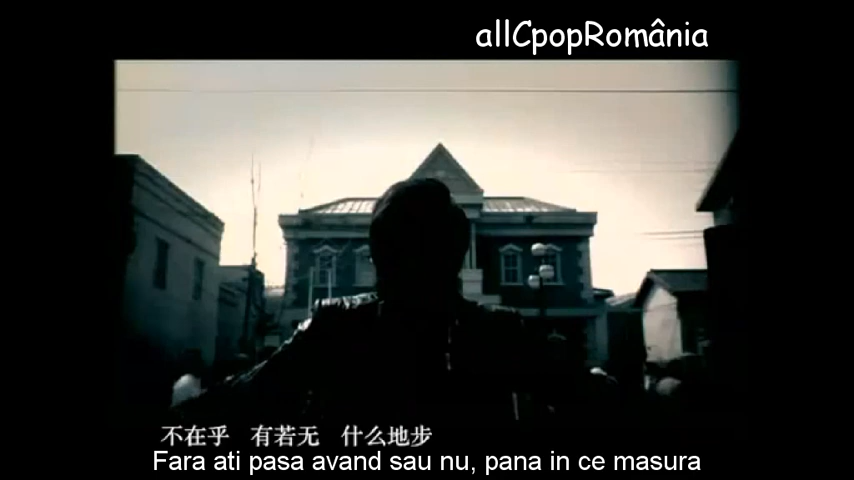 allCpopRomânia
不在乎 有若无 什么地步
Fara ati pasa avand sau nu, pana in ce masura